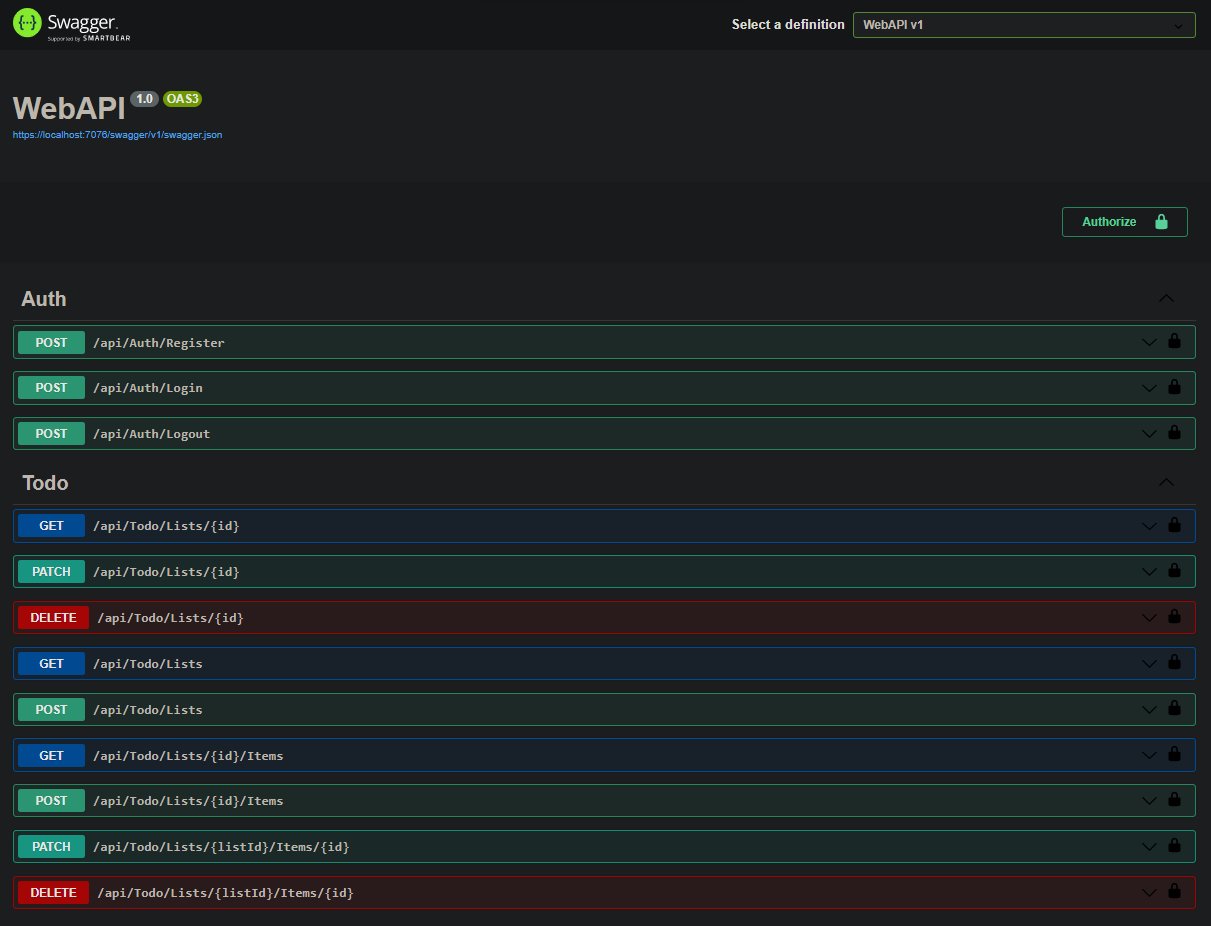 Swagger.
Supported by SMARTBEAR
Select a definition
WebAPI v1
WebAPI 1.0 OAS3
https://localhost:7076/swagger/v1/swagger.json
Authorize
Auth
POST /api/Auth/Register
POST /api/Auth/Login
POST /api/Auth/Logout
Todo
GET /api/Todo/Lists/{id}
PATCH /api/Todo/Lists/{id}
DELETE /api/Todo/Lists/{id}
GET /api/Todo/Lists
POST /api/Todo/Lists
GET /api/Todo/Lists/{id}/Items
POST /api/Todo/Lists/{id}/Items
PATCH /api/Todo/Lists/{listId}/Items/{id}
DELETE /api/Todo/Lists/{listId}/Items/{id}